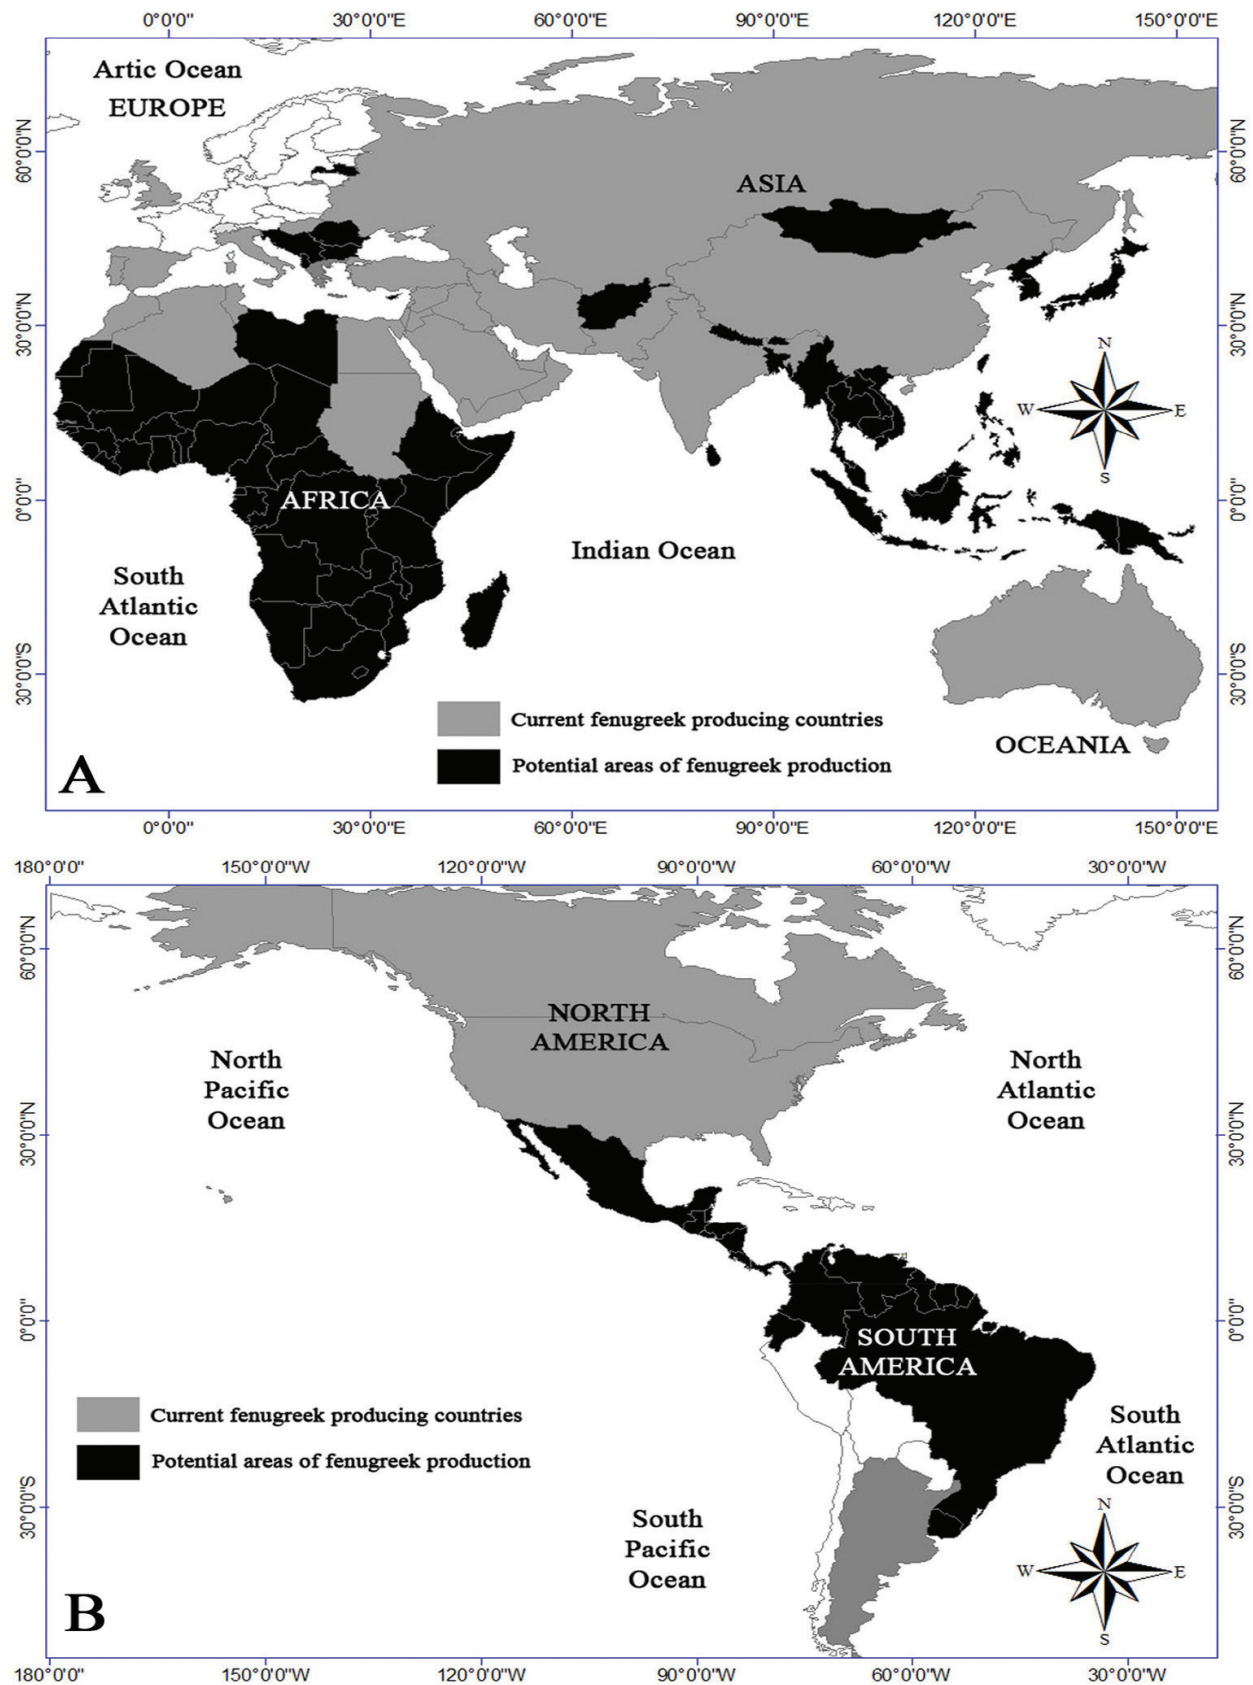 0°0'0" 30°0'0"E 60°0'0"E 90°0'0"E 120°0'0"E 150°0'0"E
Artic Ocean
EUROPE
60°0'0"N
60°0'0"N
ASIA
30°0'0"N
30°0'0"N
N
W E
S
AFRICA
0°0'0"
0°0'0"
Indian Ocean
South
Atlantic
Ocean
30°0'0"S
30°0'0"S
Current fenugreek producing countries
OCEANIA
Potential areas of fenugreek production
A
0°0'0" 30°0'0"E 60°0'0"E 90°0'0"E 120°0'0"E 150°0'0"E
180°0'0" 150°0'0"W 120°0'0"W 90°0'0"W 60°0'0"W 30°0'0"W
60°0'0"N
60°0'0"N
NORTH
AMERICA
North
Pacific
Ocean
North
Atlantic
Ocean
30°0'0"N
30°0'0"N
0°0'0"
0°0'0"
SOUTH
AMERICA
Current fenugreek producing countries
Potential areas of fenugreek production
South
Atlantic
Ocean
30°0'0"S
30°0'0"S
South
Pacific
Ocean
N
W E
S
B
180°0'0" 150°0'0"W 120°0'0"W 90°0'0"W 60°0'0"W 30°0'0"W